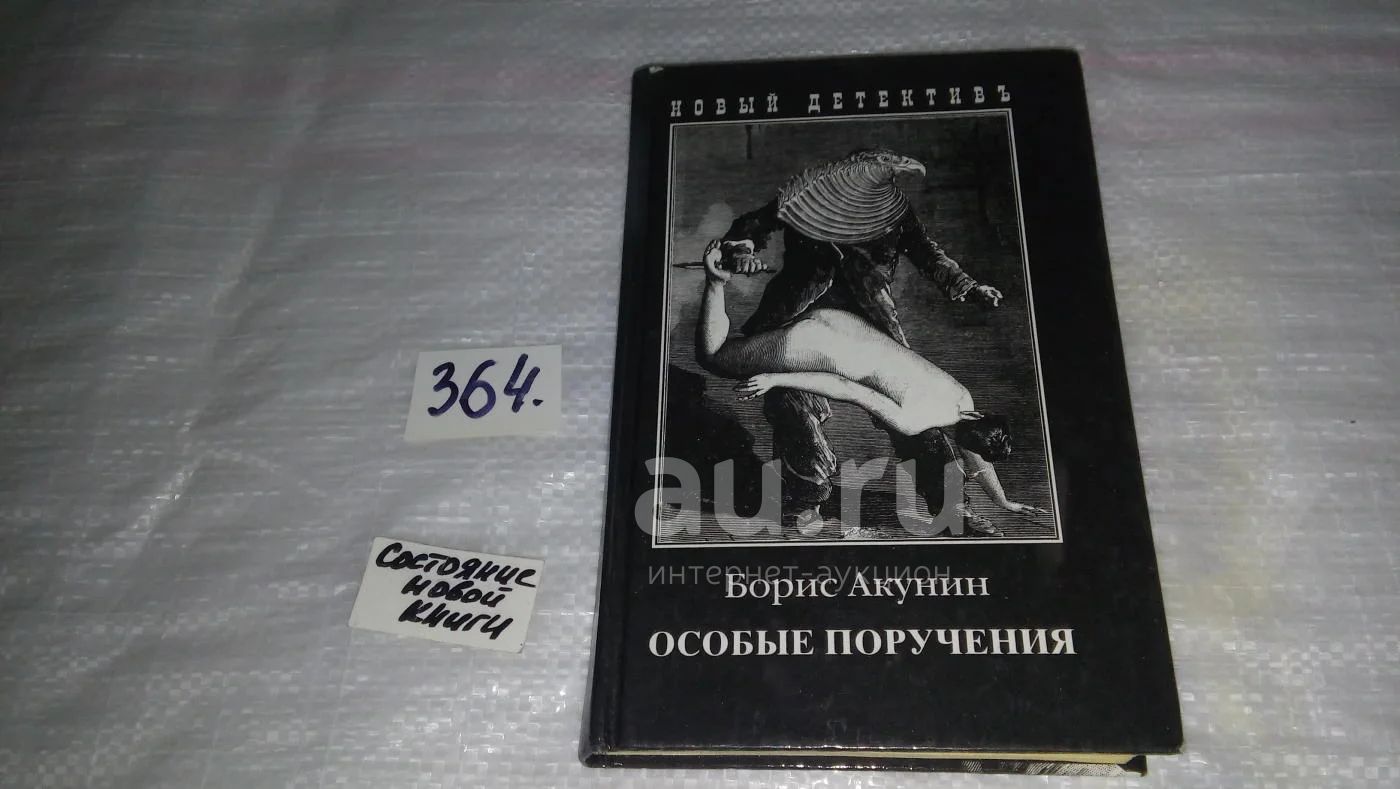 НОВЫЙ ДЕТЕКТИВЪ
364.
au.ru
интернет-аукцион
Состояние
новой
книги
Борис Акунин
ОСОБЫЕ ПОРУЧЕНИЯ